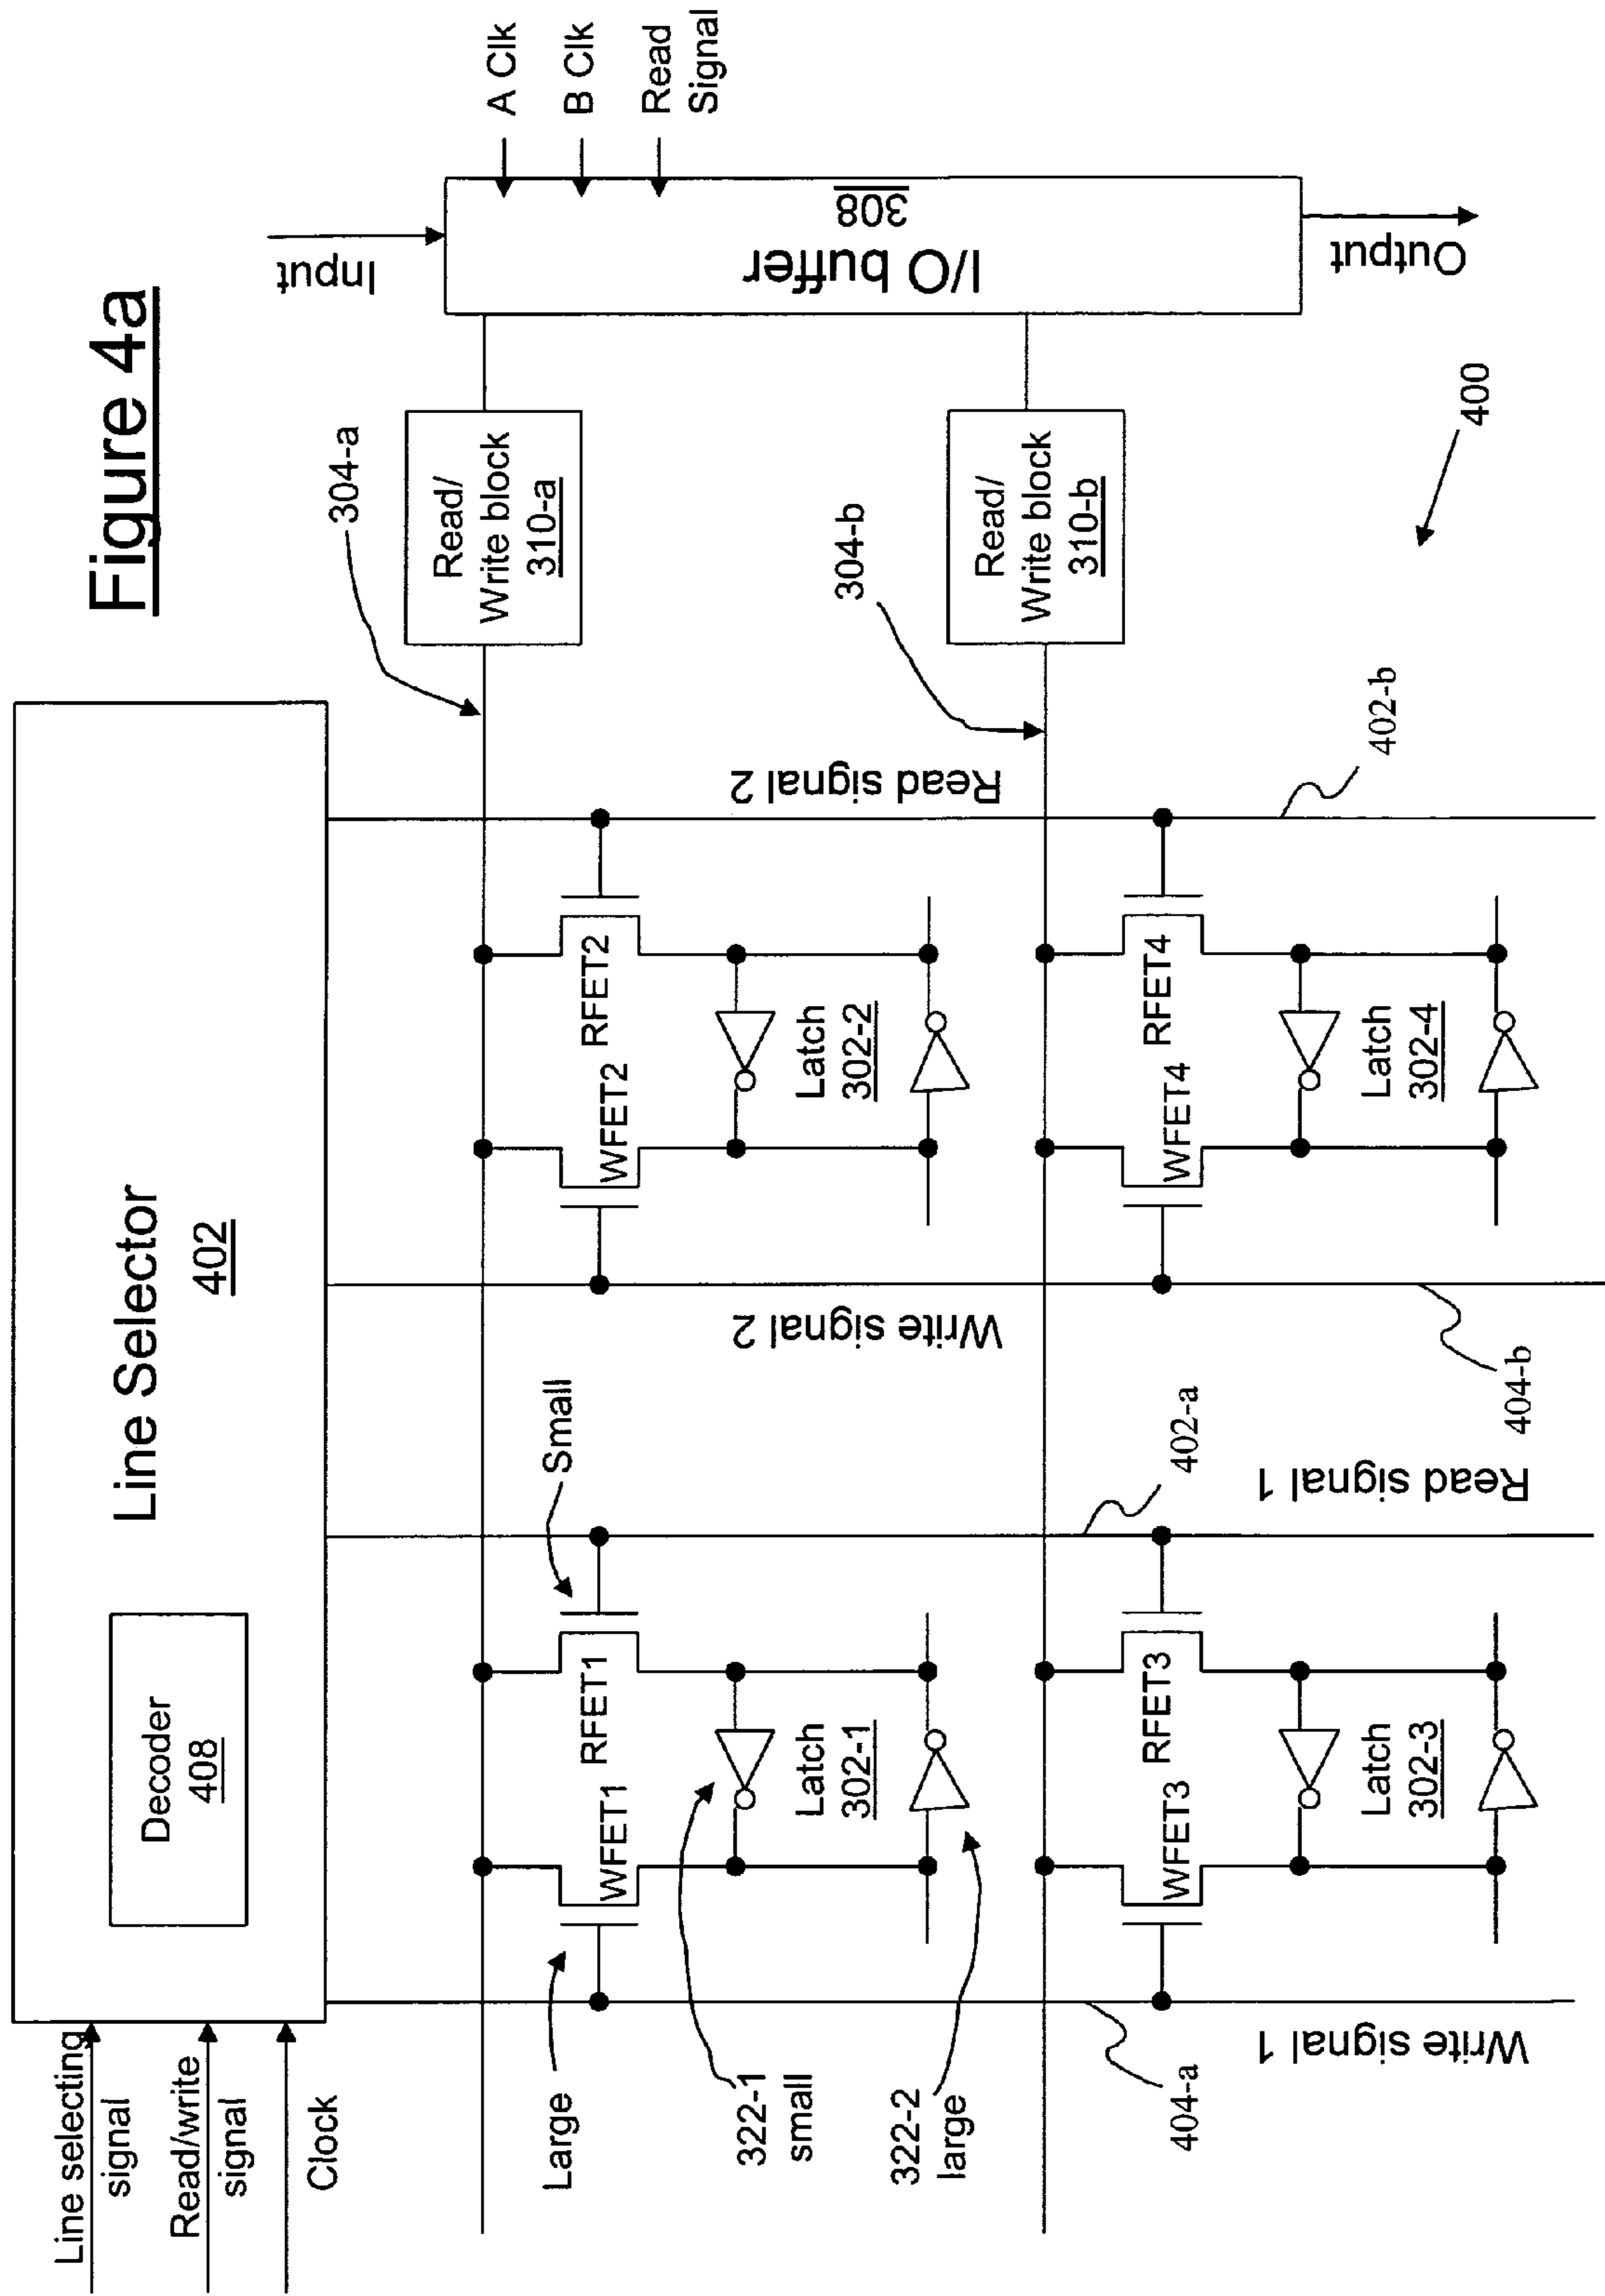 Figure 4a
Line selecting
signal
Read/write
signal
Clock
Decoder
408
Line Selector
402
304-a
Read/
Write block
310-a
Input
A Clk
B Clk
Read
Signal
I/O buffer
308
Output
Large
WFET1
RFET1
Small
WFET2
RFET2
322-1
small
Latch
302-1
Latch
302-2
322-2
large
Write signal 2
Read signal 2
304-b
Read/
Write block
310-b
WFET3
RFET3
WFET4
RFET4
404-a
402-a
402-b
Latch
302-3
Latch
302-4
400
Write signal 1
Read signal 1
404-b